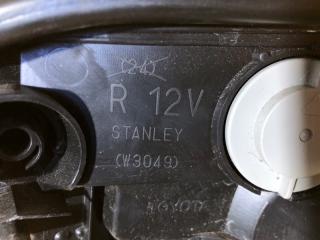 (24)
R 12V
STANLEY
(W3049)